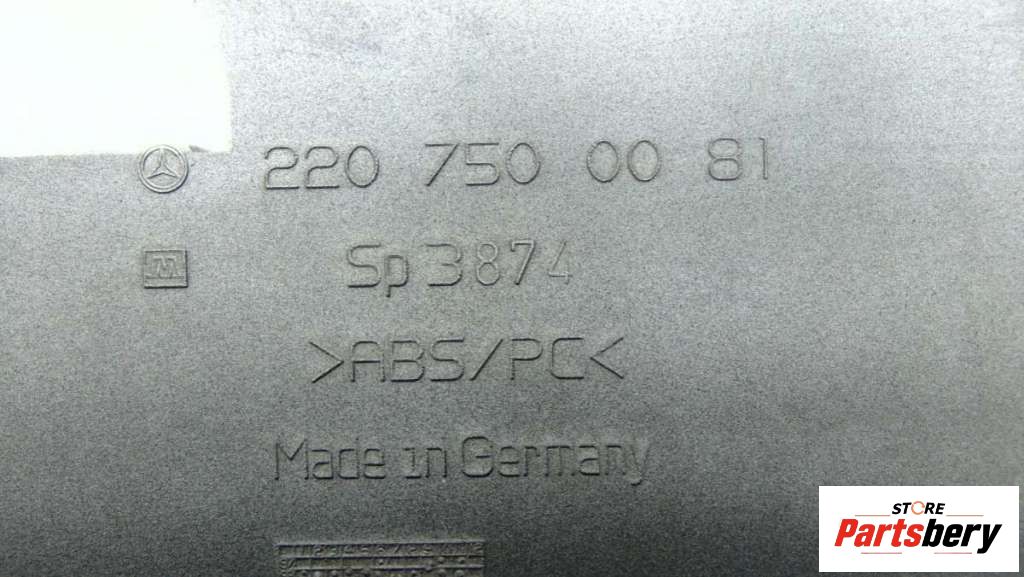 220 750 00 81
Sp 3874
>ABS/PC<
Made in Germany
STORE
Partsbery